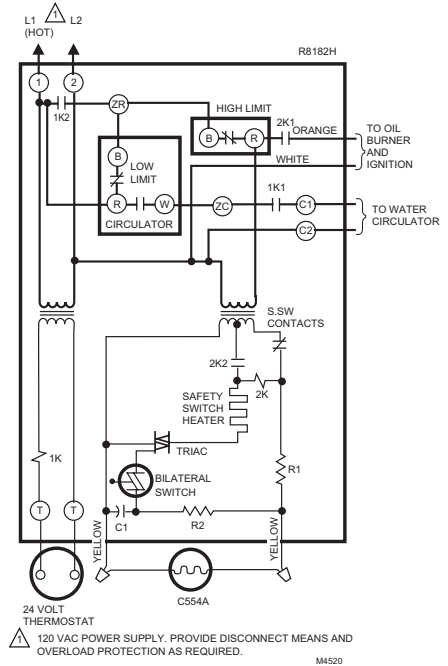 L1 1 L2
(HOT)
R8182H
1 2
ZR
1K2
HIGH LIMIT
B R
2K1
ORANGE
TO OIL
BURNER
AND
IGNITION
WHITE
B
LOW
LIMIT
R W
CIRCULATOR
ZC
1K1
C1
C2
TO WATER
CIRCULATOR
S.SW
CONTACTS
2K2
2K
SAFETY
SWITCH
HEATER
TRIAC
1K
BILATERAL
SWITCH
R1
T T
C1
R2
YELLOW
YELLOW
C554A
24 VOLT
THERMOSTAT
1 120 VAC POWER SUPPLY. PROVIDE DISCONNECT MEANS AND
OVERLOAD PROTECTION AS REQUIRED.
M4520